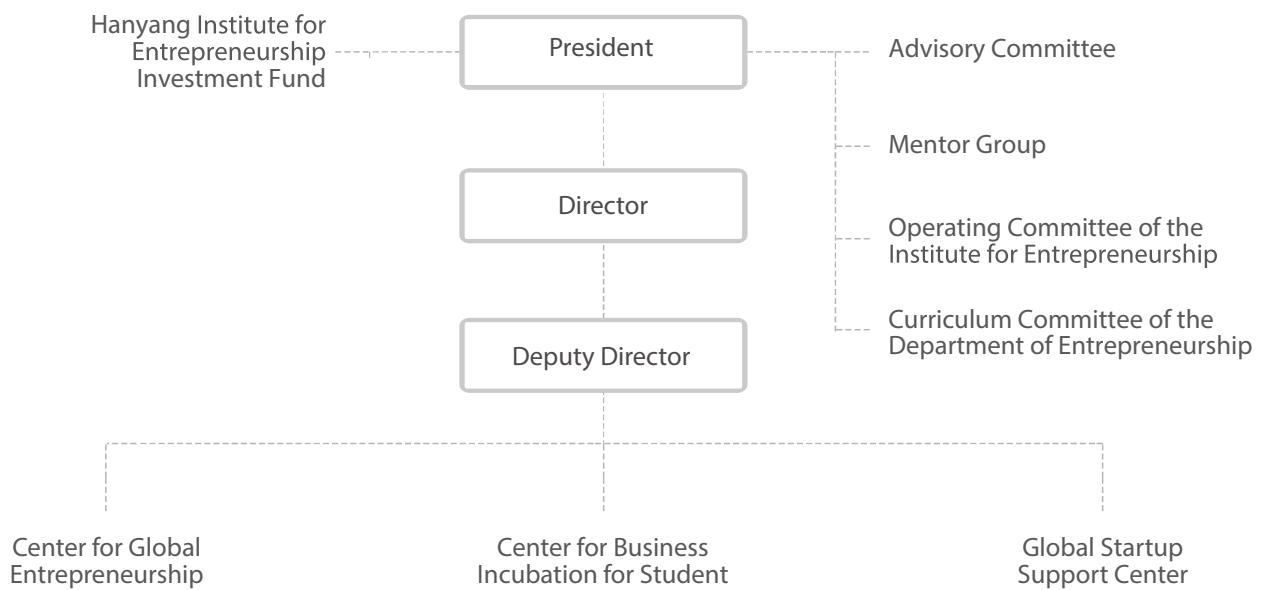 Hanyang Institute for
Entrepreneurship
Investment Fund
President
Advisory Committee
Mentor Group
Director
Operating Committee of the
Institute for Entrepreneurship
Curriculum Committee of the
Department of Entrepreneurship
Deputy Director
Center for Global
Entrepreneurship
Center for Business
Incubation for Student
Global Startup
Support Center